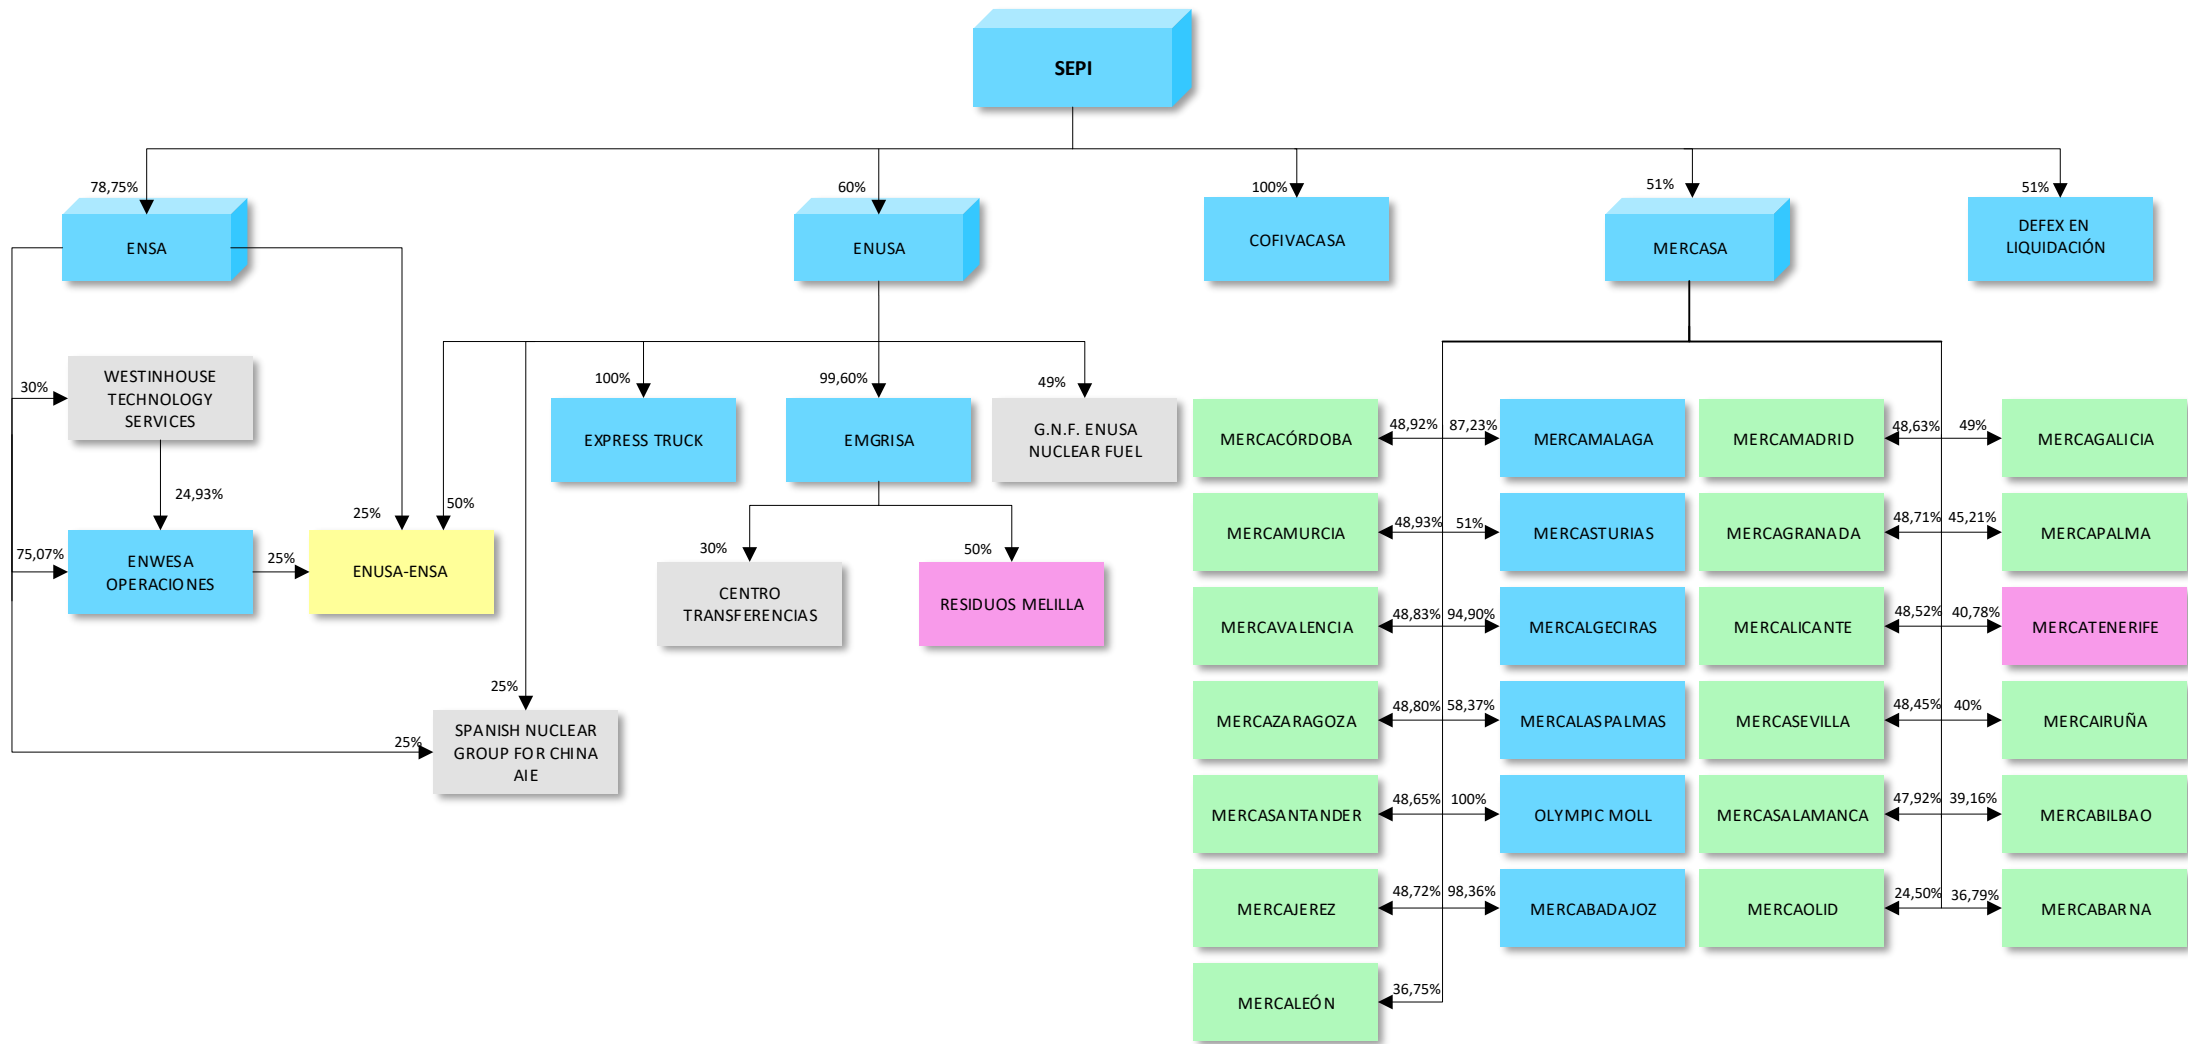 SEPI
78,75%
60%
100%
51%
51%
ENSA
ENUSA
COFIVACASA
MERCASA
DEFEX EN
LIQUIDACIÓN
30%
WESTINHOUSE
TECHNOLOGY
SERVICES
24,93%
75,07%
ENWESA
OPERACIONES
25%
25%
50%
ENUSA-ENSA
100%
EXPRESS TRUCK
99,60%
EMGRISA
49%
G.N.F. ENUSA
NUCLEAR FUEL
30%
CENTRO
TRANSFERENCIAS
50%
RESIDUOS MELILLA
25%
25%
SPANISH NUCLEAR
GROUP FOR CHINA
AIE
MERCACÓRDOBA
48,92%
87,23%
MERCAMALAGA
MERCAMADRID
48,63%
49%
MERCAGALICIA
MERCAMURCIA
48,93%
51%
MERCASTURIAS
MERCAGRANADA
48,71%
45,21%
MERCAPALMA
MERCAVALENCIA
48,83%
94,90%
MERCALGECIRAS
MERCALICANTE
48,52%
40,78%
MERCATENERIFE
MERCAZARAGOZA
48,80%
58,37%
MERCALASPALMAS
MERCASEVILLA
48,45%
40%
MERCAIRUÑA
MERCASANTANDER
48,65%
100%
OLYMPIC MOLL
MERCASALAMANCA
47,92%
39,16%
MERCABILBAO
MERCAJEREZ
48,72%
98,36%
MERCABADAJOZ
MERCAOLID
24,50%
36,79%
MERCABARNA
MERCALEÓN
36,75%